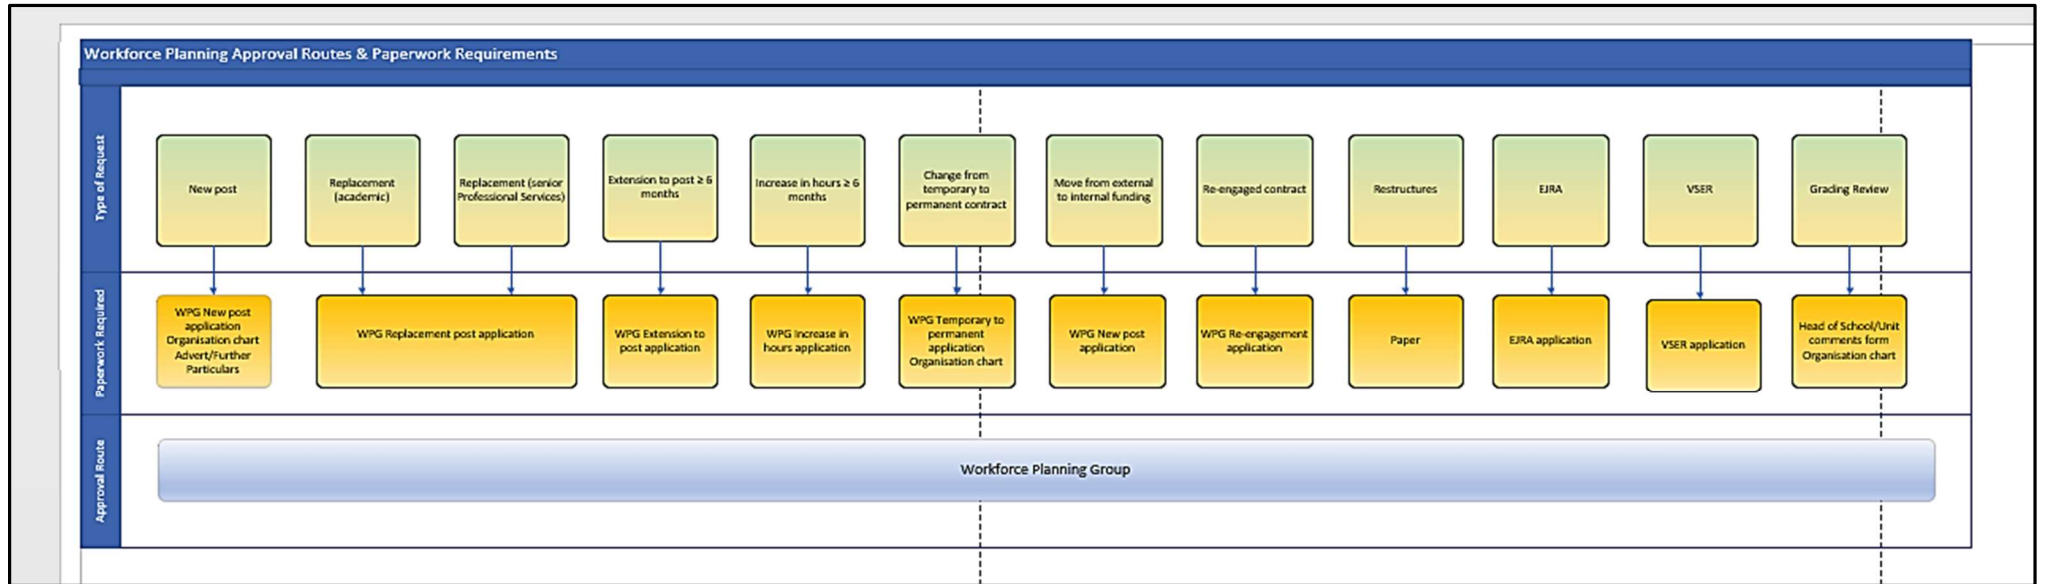 Workforce Planning Approval Routes & Paperwork Requirements
Type of Request
New post
Replacement
(academic)
Replacement (senior
Professional Services)
Extension to post ≥ 6
months
Increase in hours ≥ 6
months
Change from
temporary to
permanent contract
Move from external
to internal funding
Re-engaged contract
Restructures
EJRA
VSER
Grading Review
Paperwork Required
WPG New post
application
Organisation chart
Advert/Further
Particulars
WPG Replacement post application
WPG Extension to
post application
WPG Increase in
hours application
WPG Temporary to
permanent
application
Organisation chart
WPG New post
application
WPG Re-engagement
application
Paper
EJRA application
VSER application
Head of School/Unit
comments form
Organisation chart
Approval Route
Workforce Planning Group